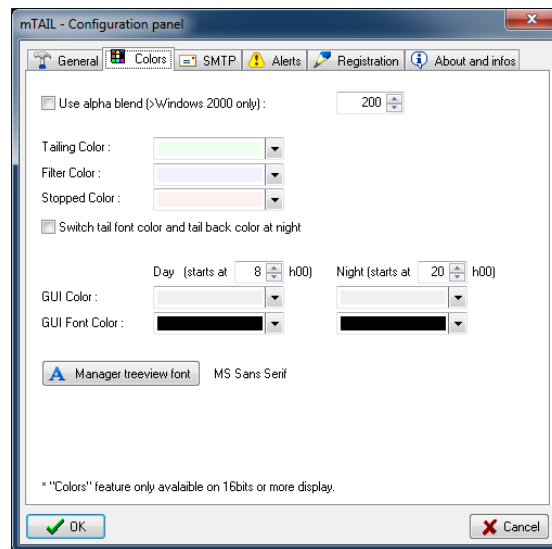 mTAIL - Configuration panel
General Colors SMTP Alerts Registration About and infos
Use alpha blend (>Windows 2000 only) : 200
Tailing Color :
Filter Color :
Stopped Color :
Switch tail font color and tail back color at night
Day (starts at 8 h00) Night (starts at 20 h00)
GUI Color :
GUI Font Color :
A Manager treeview font MS Sans Serif
* "Colors" feature only avalaible on 16bits or more display.
OK Cancel